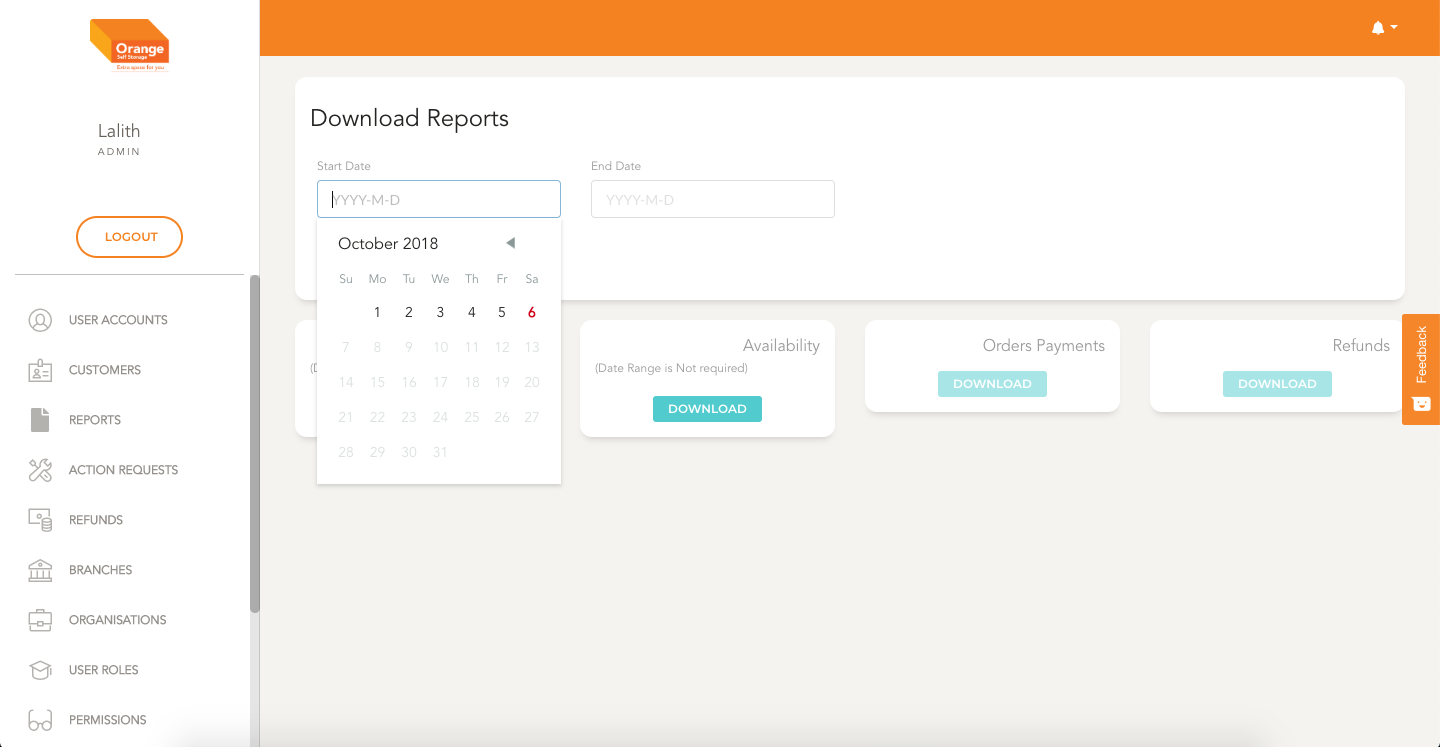 Orange
Self Storage
Extra space for you
Lalith
ADMIN
LOGOUT
USER ACCOUNTS
CUSTOMERS
REPORTS
ACTION REQUESTS
REFUNDS
BRANCHES
ORGANISATIONS
USER ROLES
PERMISSIONS
Download Reports
Start Date
End Date
YYYY-M-D
YYYY-M-D
October 2018
Su Mo Tu We Th Fr Sa
1 2 3 4 5 6
7 8 9 10 11 12 13
14 15 16 17 18 19 20
21 22 23 24 25 26 27
28 29 30 31
Availability
(Date Range is Not required)
DOWNLOAD
Orders Payments
DOWNLOAD
Refunds
DOWNLOAD
Feedback